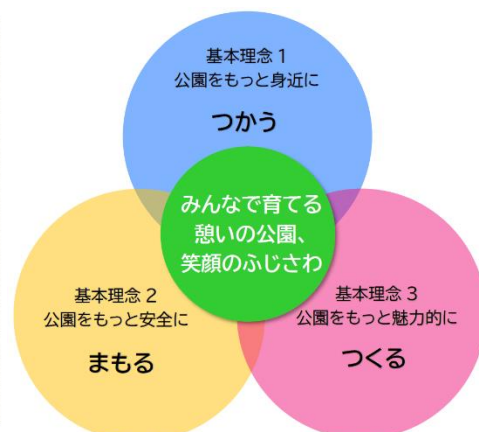 基本理念 1
公園をもっと身近に
つかう
みんなで育てる
憩いの公園、
笑顔のふじさわ
基本理念 2
公園をもっと安全に
まもる
基本理念 3
公園をもっと魅力的に
つくる